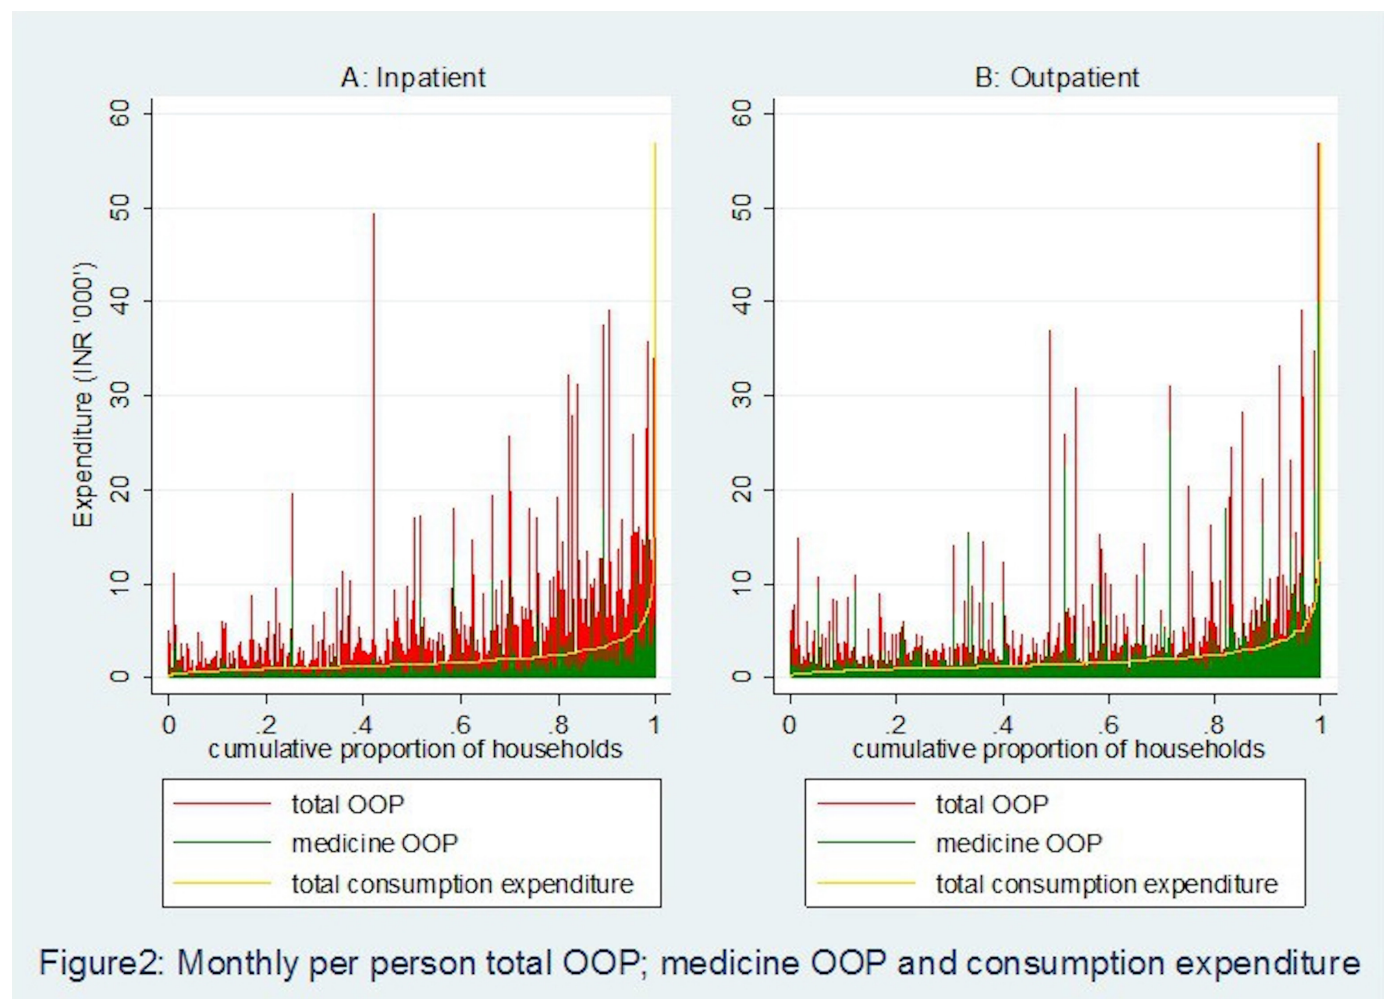 A: Inpatient
B: Outpatient
Expenditure (INR '000')
60
50
40
30
20
10
0
0 .2 .4 .6 .8 1
cumulative proportion of households
total OOP
medicine OOP
total consumption expenditure
60
50
40
30
20
10
0
0 .2 .4 .6 .8 1
cumulative proportion of households
total OOP
medicine OOP
total consumption expenditure
Figure2: Monthly per person total OOP; medicine OOP and consumption expenditure